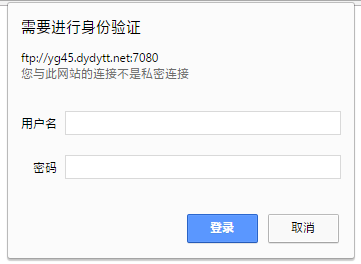 需要进行身份验证
ftp://yg45.dydytt.net:7080
您与此网站的连接不是私密连接
用户名
密码
登录
取消